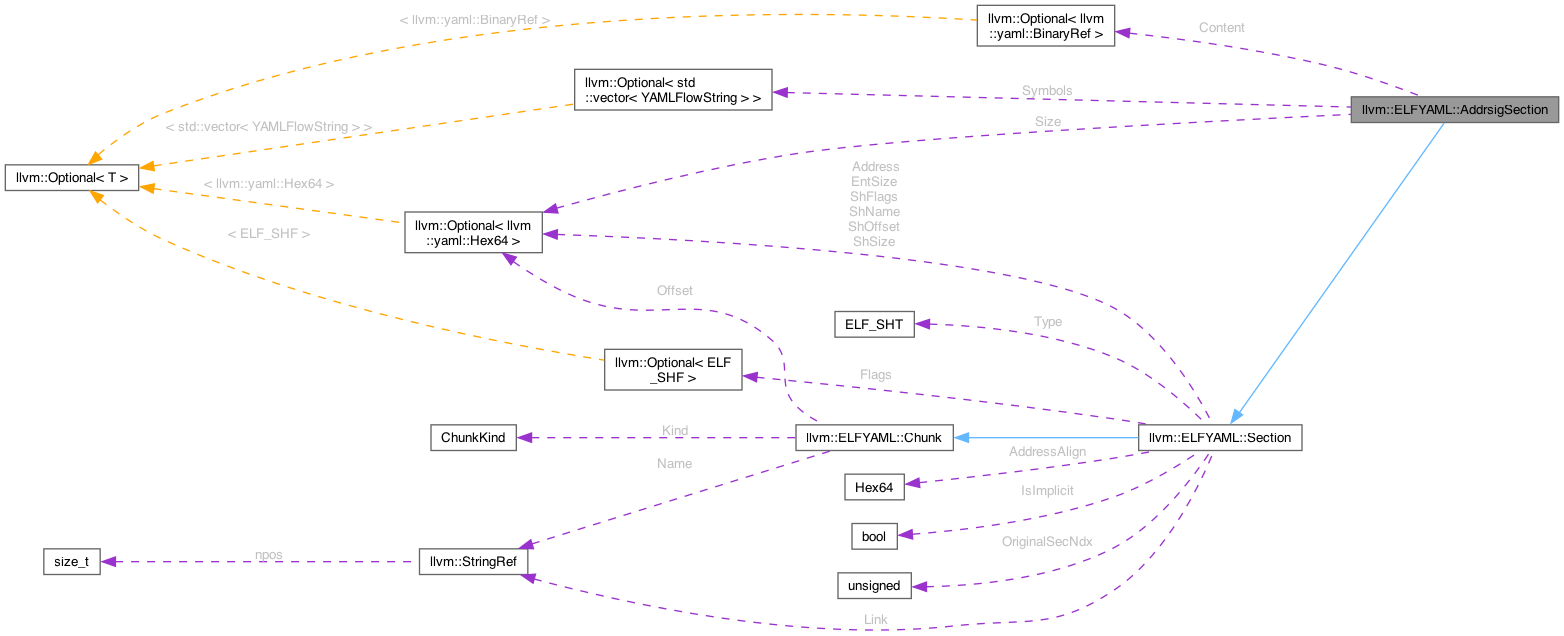 < llvm::yaml::BinaryRef >
llvm::Optional< llvm
::yaml::BinaryRef >
Content
llvm::Optional< std
::vector< YAMLFlowString > >
Symbols
llvm::ELFYAML::AddrsigSection
< std::vector< YAMLFlowString > >
Size
llvm::Optional< T >
< llvm::yaml::Hex64 >
Address
EntSize
ShFlags
ShName
ShOffset
ShSize
llvm::Optional< llvm
::yaml::Hex64 >
< ELF_SHF >
Offset
ELF_SHT
Type
llvm::Optional< ELF
_SHF >
Flags
ChunkKind
Kind
llvm::ELFYAML::Chunk
llvm::ELFYAML::Section
Name
AddressAlign
Hex64
IsImplicit
bool
OriginalSecNdx
size_t
npos
llvm::StringRef
unsigned
Link